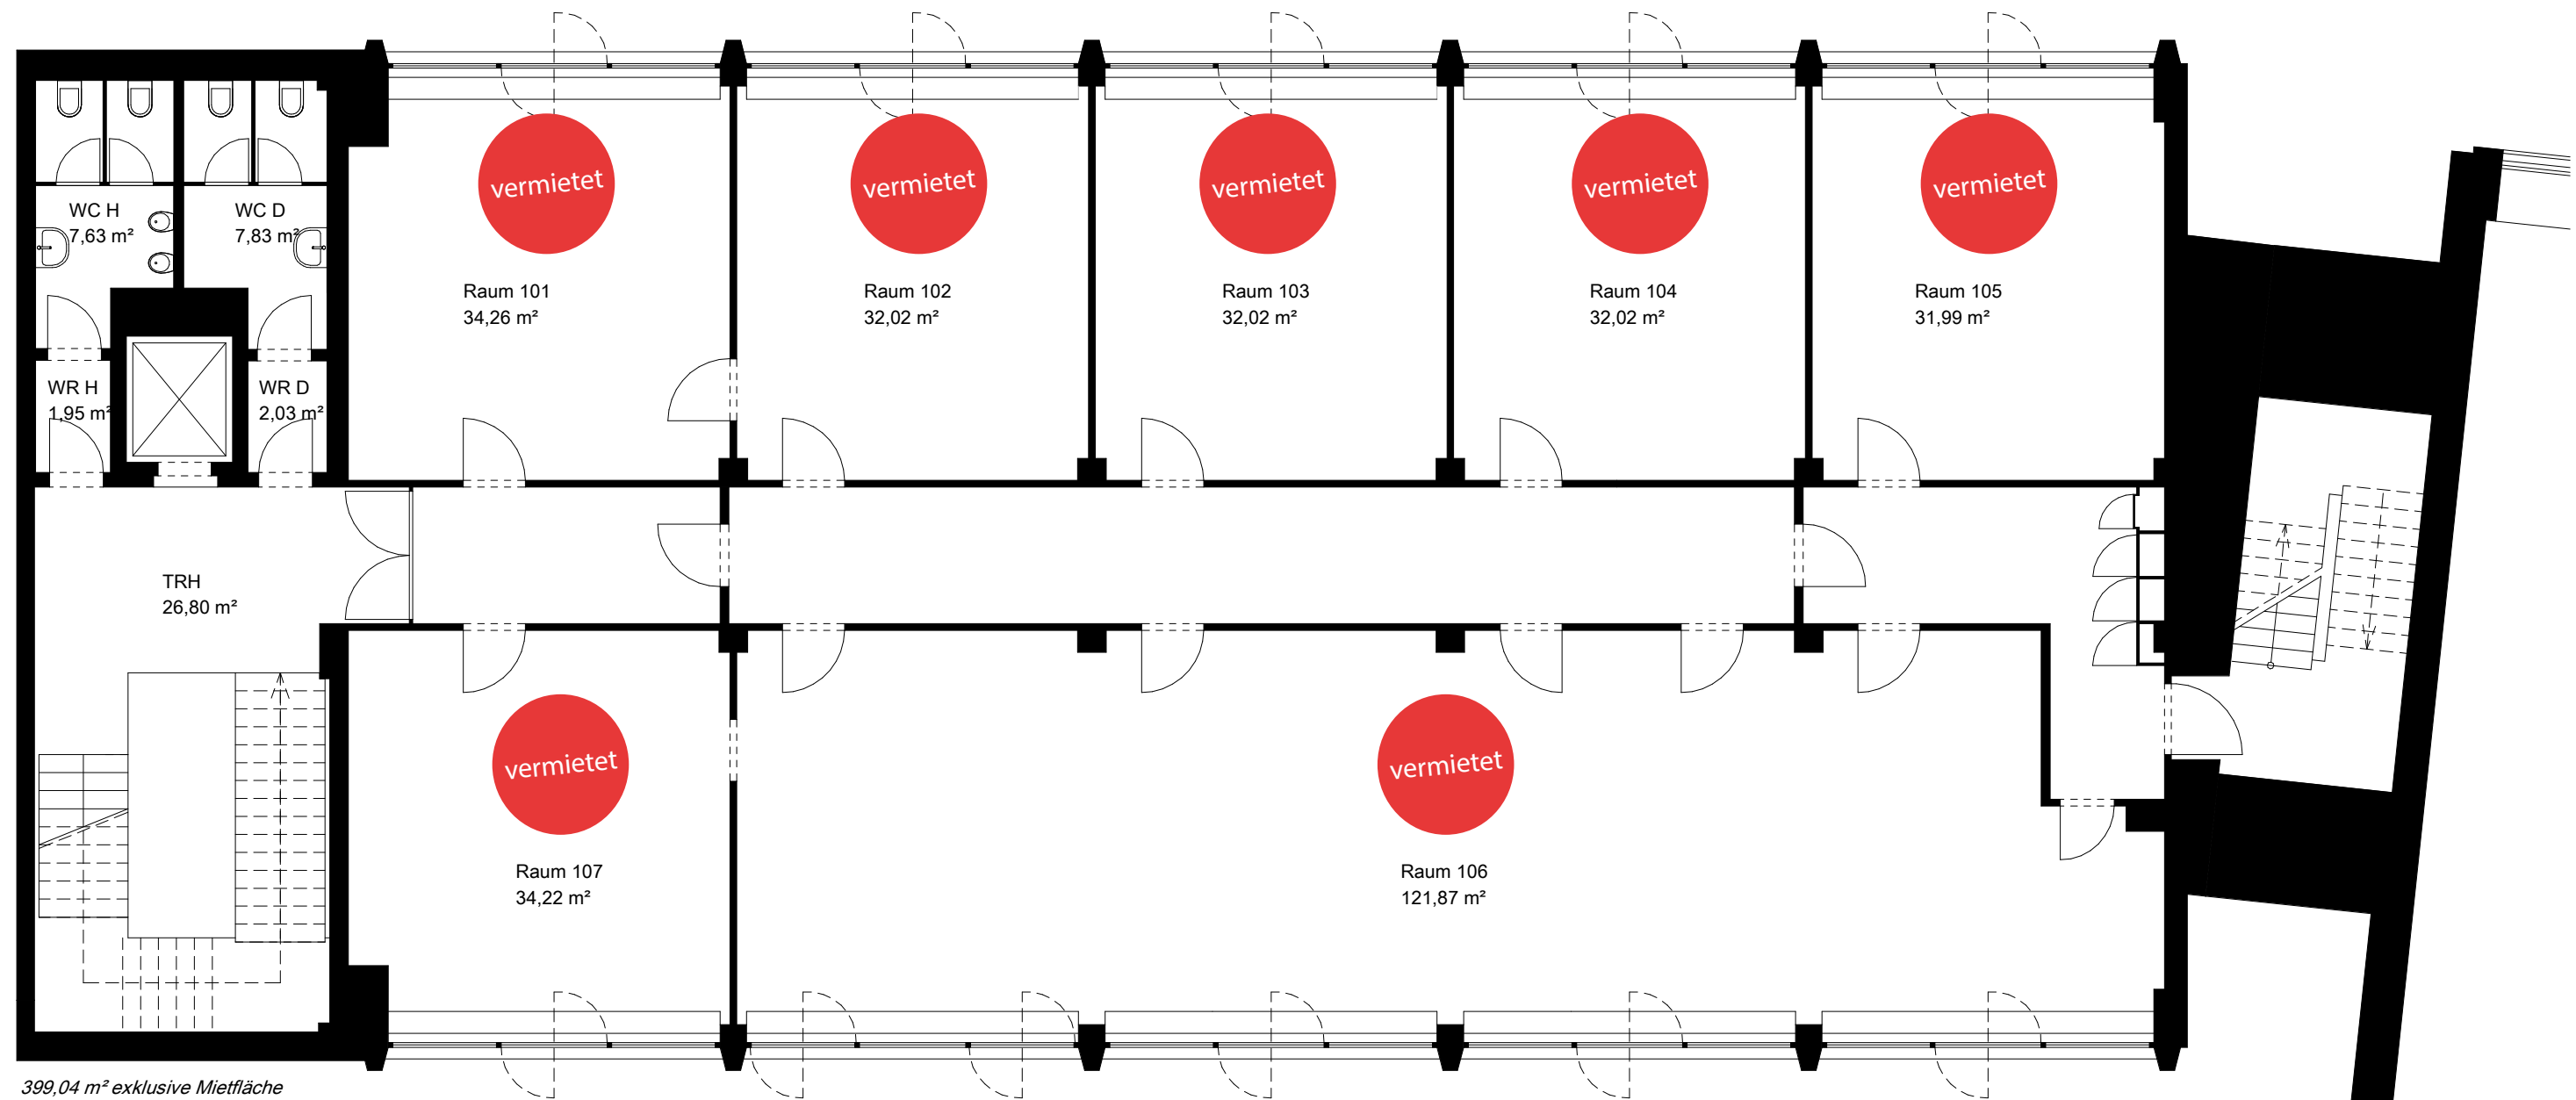 vermietet
vermietet
vermietet
vermietet
vermietet
WC H
7,63 m²
WC D
7,83 m²
Raum 101
34,26 m²
Raum 102
32,02 m²
Raum 103
32,02 m²
Raum 104
32,02 m²
Raum 105
31,99 m²
WR H
1,95 m²
WR D
2,03 m²
TRH
26,80 m²
vermietet
vermietet
Raum 107
34,22 m²
Raum 106
121,87 m²
399,04 m² exklusive Mietfläche